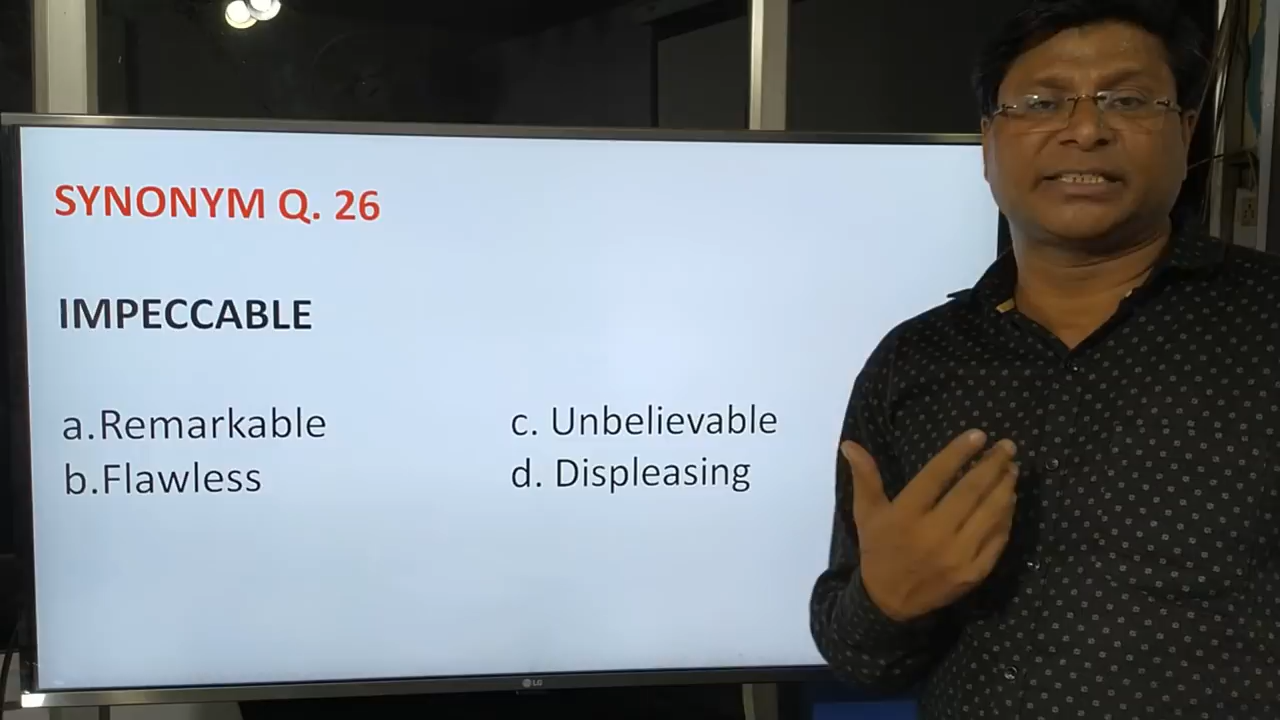 SYNONYM Q. 26
IMPECCABLE
a.Remarkable
b.Flawless
c. Unbelievable
d. Displeasing
LG